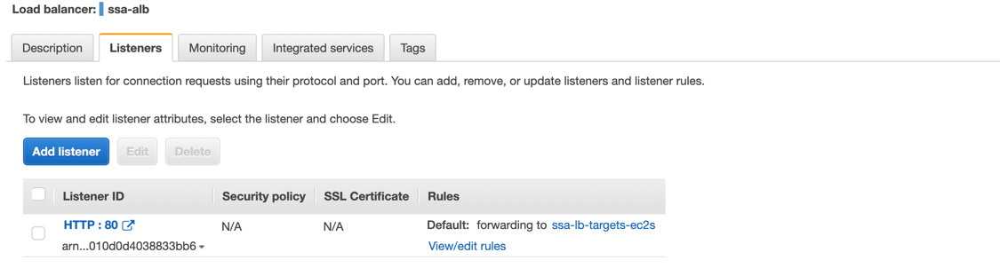 Load balancer: ssa-alb
Description Listeners Monitoring Integrated services Tags
Listeners listen for connection requests using their protocol and port. You can add, remove, or update listeners and listener rules.
To view and edit listener attributes, select the listener and choose Edit.
Add listener Edit Delete
Listener ID Security policy SSL Certificate Rules
HTTP : 80 N/A N/A Default: forwarding to ssa-lb-targets-ec2s
arn...010d0d4038833bb6 View/edit rules